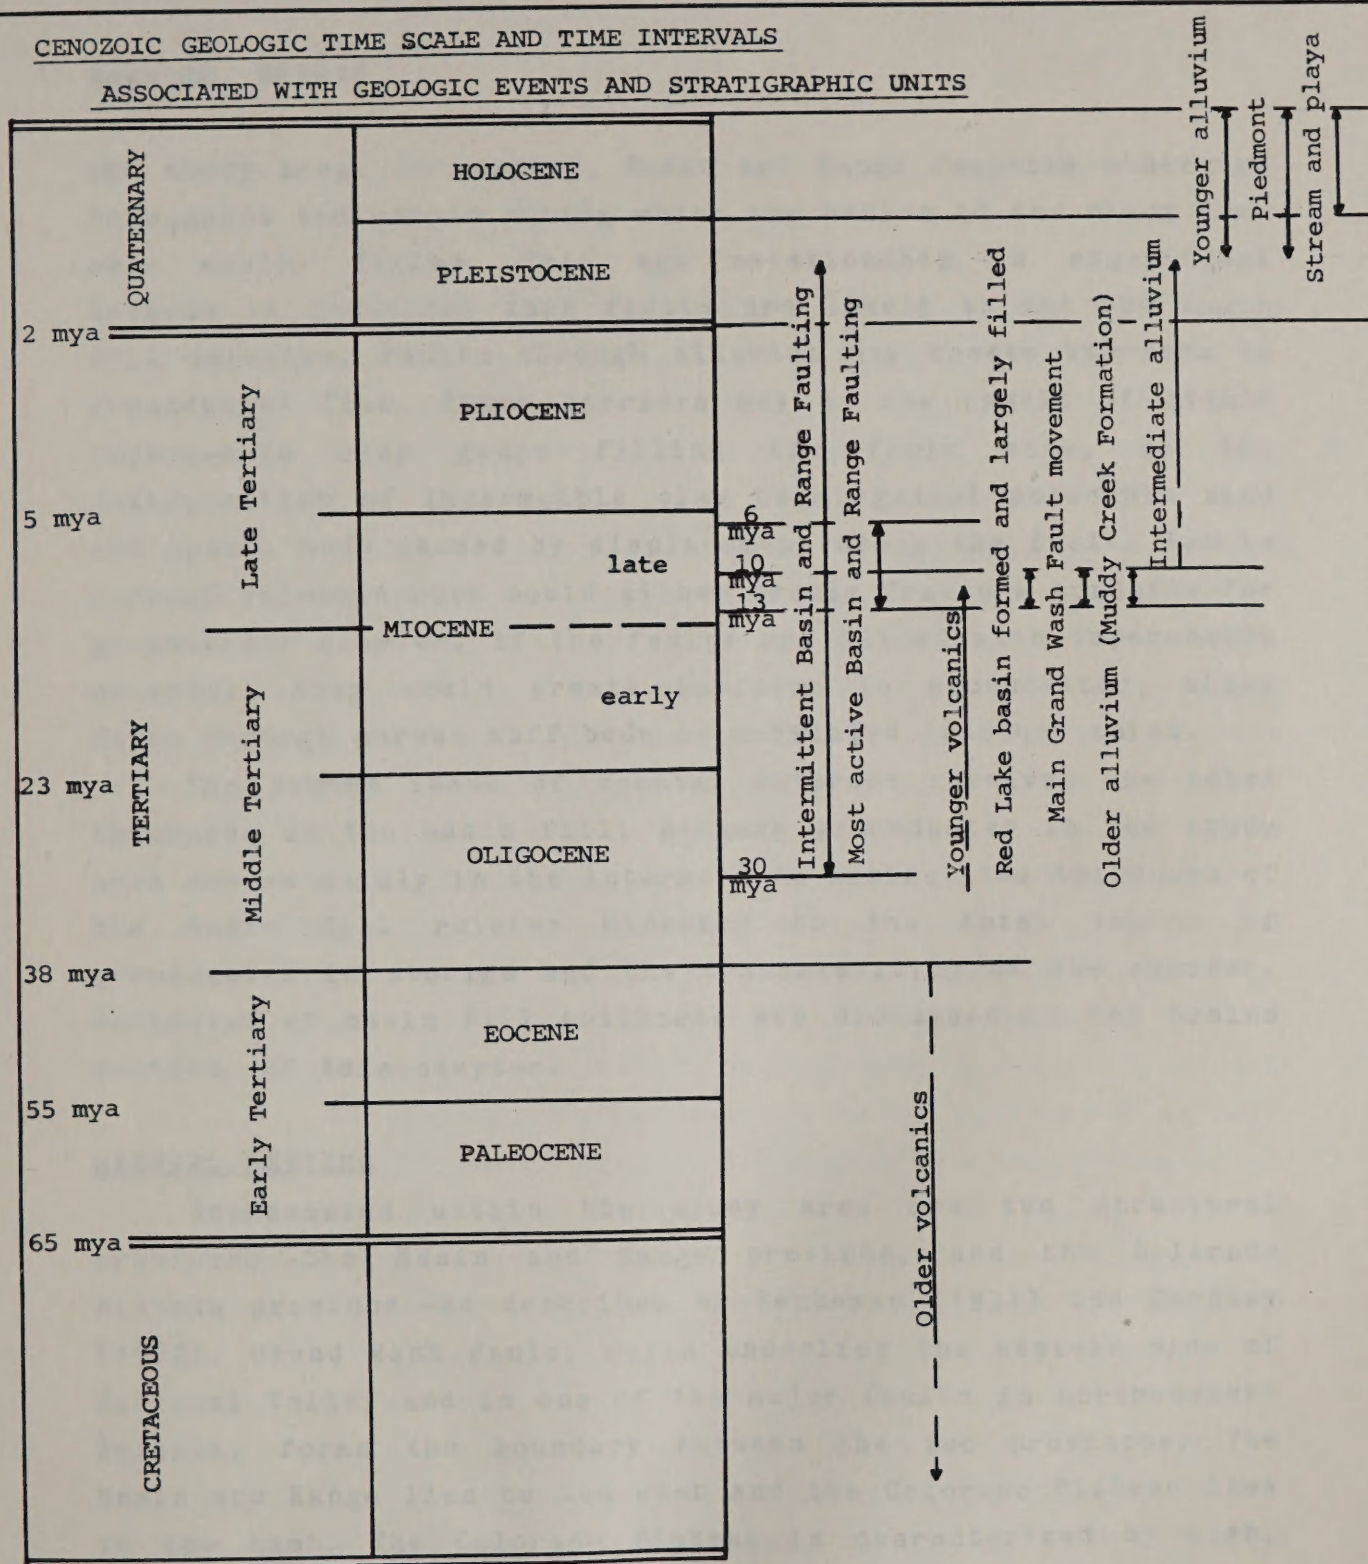 CENOZOIC GEOLOGIC TIME SCALE AND TIME INTERVALS
ASSOCIATED WITH GEOLOGIC EVENTS AND STRATIGRAPHIC UNITS
QUATERNARY
HOLOCENE
PLEISTOCENE
2 mya
TERTIARY
Late Tertiary
PLIOCENE
5 mya
late
MIOCENE
early
Middle Tertiary
23 mya
OLIGOCENE
38 mya
Early Tertiary
EOCENE
55 mya
PALEOCENE
65 mya
CRETACEOUS
6
mya
10
mya
13
mya
30
mya
Intermittent Basin and Range Faulting
Most active Basin and Range Faulting
Younger volcanics
Older volcanics
Red Lake basin formed and largely filled
Main Grand Wash Fault movement
Older alluvium (Muddy Creek Formation)
Intermediate alluvium
Younger alluvium
Piedmont
Stream and playa